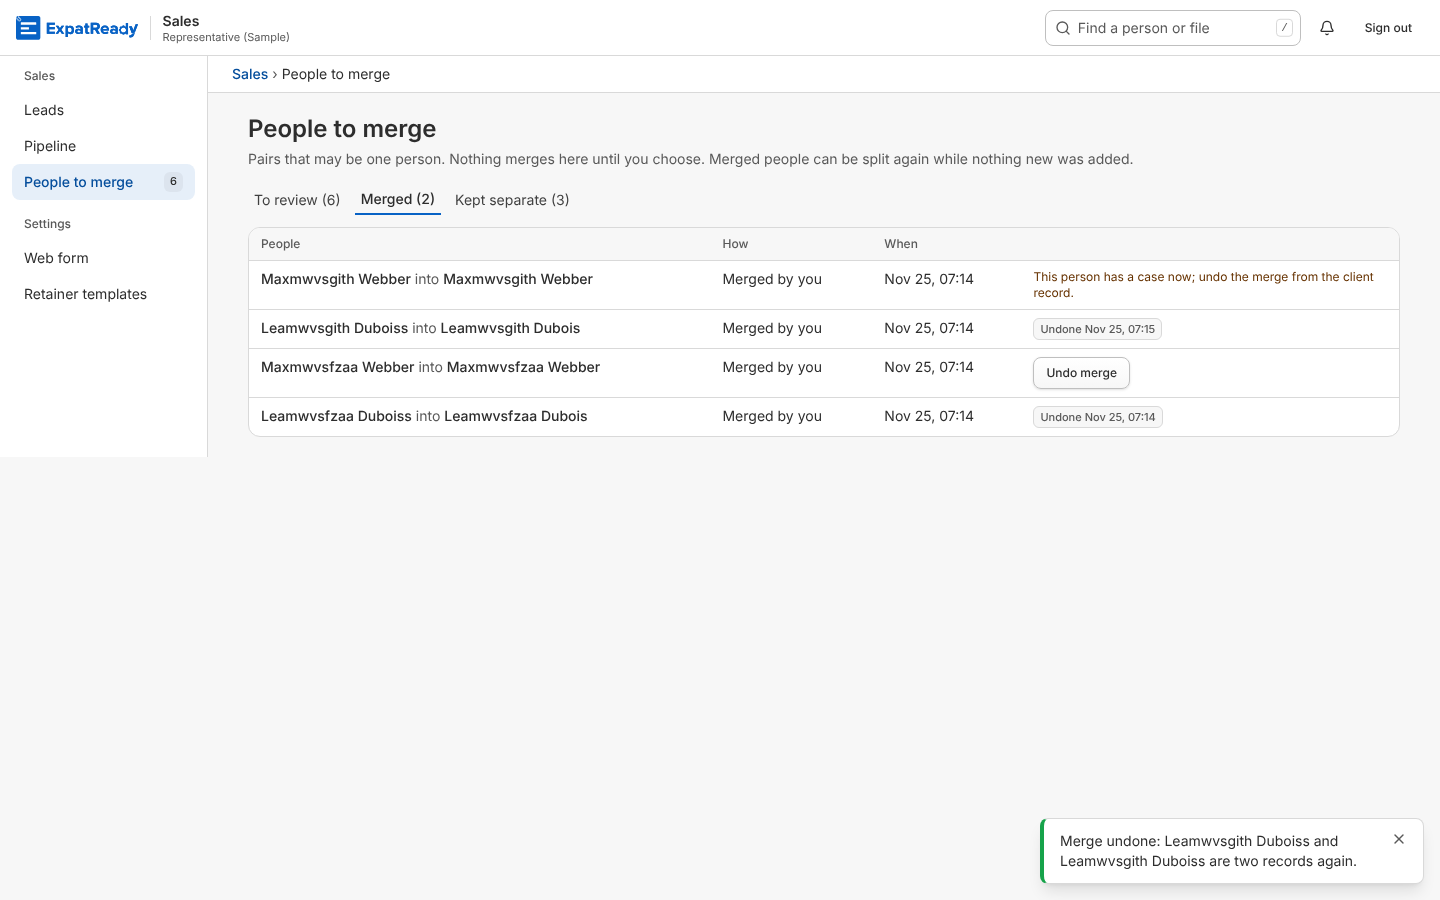 ExpatReady
Sales
Representative (Sample)
Find a person or file
/
Sign out
Sales
Leads
Pipeline
People to merge 6
Settings
Web form
Retainer templates
Sales › People to merge
People to merge
Pairs that may be one person. Nothing merges here until you choose. Merged people can be split again while nothing new was added.
To review (6) Merged (2) Kept separate (3)
People How When
Maxmwvsgith Webber into Maxmwvsgith Webber Merged by you Nov 25, 07:14 This person has a case now; undo the merge from the client
record.
Leamwvsgith Duboiss into Leamwvsgith Dubois Merged by you Nov 25, 07:14 Undone Nov 25, 07:15
Maxmwvsfzaa Webber into Maxmwvsfzaa Webber Merged by you Nov 25, 07:14 Undo merge
Leamwvsfzaa Duboiss into Leamwvsfzaa Dubois Merged by you Nov 25, 07:14 Undone Nov 25, 07:14
Merge undone: Leamwvsgith Duboiss and
Leamwvsgith Duboiss are two records again.